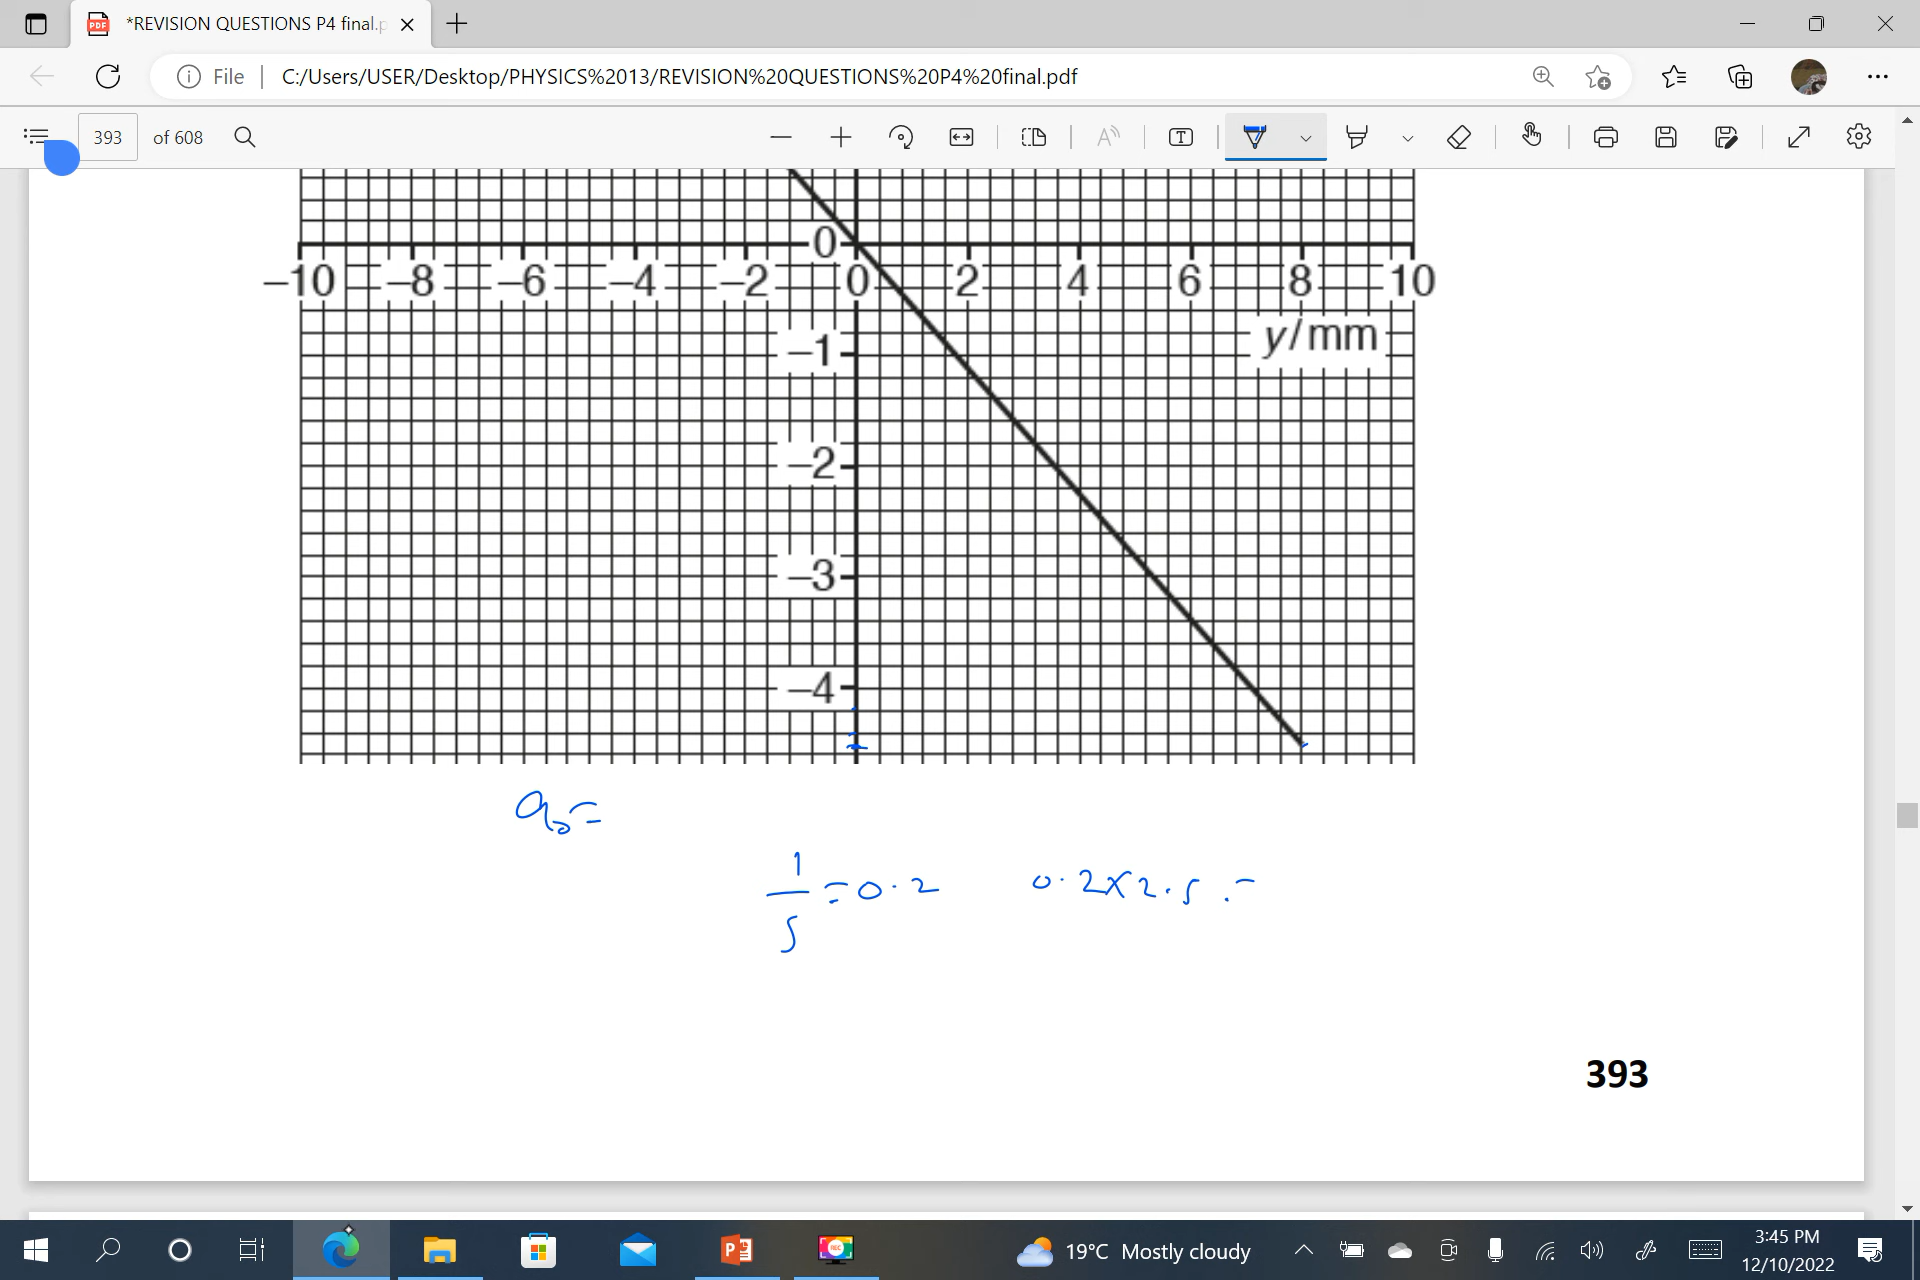 *REVISION QUESTIONS P4 final.p
File C:/Users/USER/Desktop/PHYSICS%2013/REVISION%20QUESTIONS%20P4%20final.pdf
393 of 608
0
–10 –8 –6 –4 –2 0 2 4 6 8 10
y/mm
–1
–2
–3
–4
a₀=
1/5 = 0.2 0.2×2.5 =
393
19°C Mostly cloudy
3:45 PM
12/10/2022